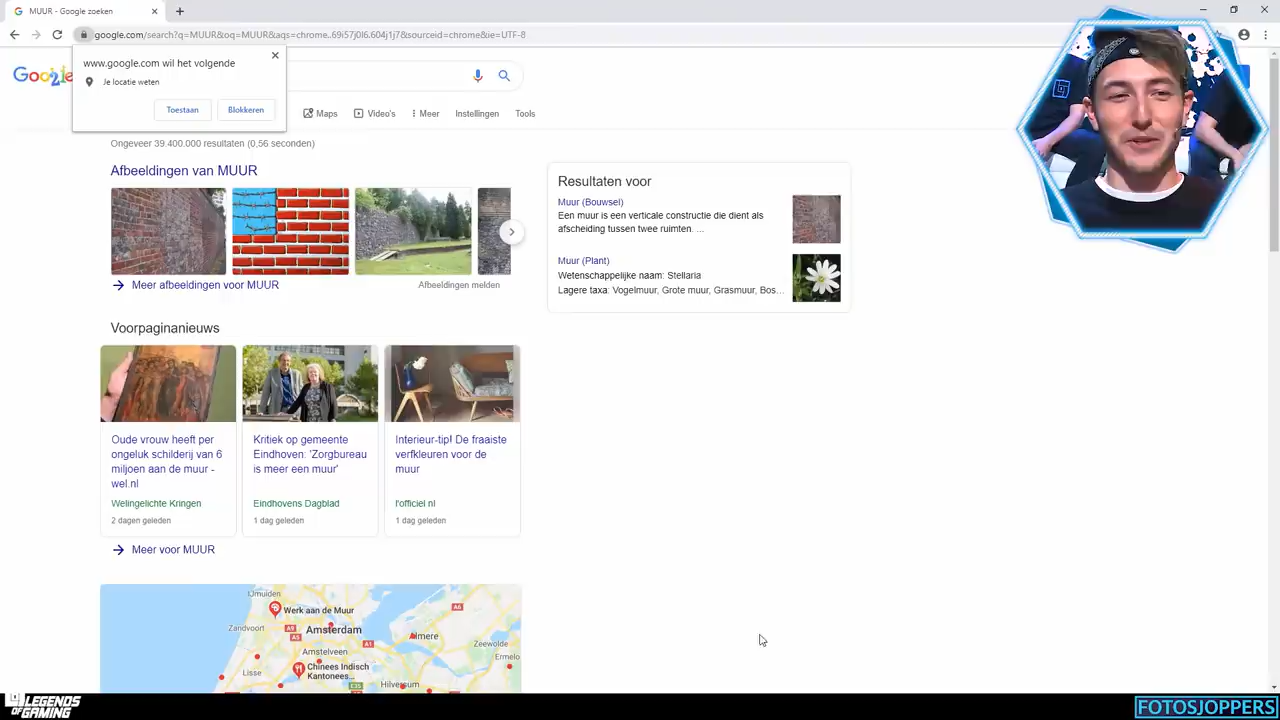 MUUR - Google zoeken
google.com/search?q=MUUR&oq=MUUR&aqs=chrome..69i57j0l6.604j1j7&sourceid=chrome&ie=UTF-8
www.google.com wil het volgende
Je locatie weten
Toestaan
Blokkeren
Maps
Video's
Meer
Instellingen
Tools
Ongeveer 39.400.000 resultaten (0,56 seconden)
Afbeeldingen van MUUR
Meer afbeeldingen voor MUUR
Afbeeldingen melden
Resultaten voor
Muur (Bouwsel)
Een muur is een verticale constructie die dient als
afscheiding tussen twee ruimten. ...
Muur (Plant)
Wetenschappelijke naam: Stellaria
Lagere taxa: Vogelmuur, Grote muur, Grasmuur, Bos...
Voorpaginanieuws
Oude vrouw heeft per
ongeluk schilderij van 6
miljoen aan de muur -
wel.nl
Welingelichte Kringen
2 dagen geleden
Kritiek op gemeente
Eindhoven: 'Zorgbureau
is meer een muur'
Eindhovens Dagblad
1 dag geleden
Interieur-tip! De fraaiste
verfkleuren voor de
muur
l'officiel nl
1 dag geleden
Meer voor MUUR
IJmuiden
Werk aan de Muur
A6
Zandvoort
A9
A5
Amsterdam
Almere
Amstelveen
A1
Zeewolde
Lisse
Chinees Indisch
Kantonees...
Ermelo
E35
Hilversum
LEGENDS
OF GAMING
FOTOSJOPPERS